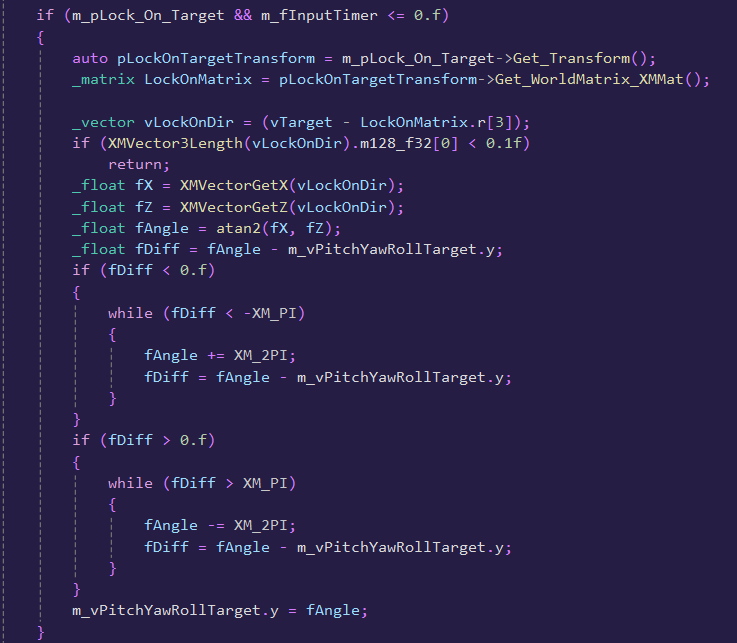 if (m_pLock_On_Target && m_fInputTimer <= 0.f)
{
    auto pLockOnTargetTransform = m_pLock_On_Target->Get_Transform();
    _matrix LockOnMatrix = pLockOnTargetTransform->Get_WorldMatrix_XMMat();

    _vector vLockOnDir = (vTarget - LockOnMatrix.r[3]);
    if (XMVector3Length(vLockOnDir).m128_f32[0] < 0.1f)
        return;
    _float fX = XMVectorGetX(vLockOnDir);
    _float fZ = XMVectorGetZ(vLockOnDir);
    _float fAngle = atan2(fX, fZ);
    _float fDiff = fAngle - m_vPitchYawRollTarget.y;
    if (fDiff < 0.f)
    {
        while (fDiff < -XM_PI)
        {
            fAngle += XM_2PI;
            fDiff = fAngle - m_vPitchYawRollTarget.y;
        }
    }
    if (fDiff > 0.f)
    {
        while (fDiff > XM_PI)
        {
            fAngle -= XM_2PI;
            fDiff = fAngle - m_vPitchYawRollTarget.y;
        }
    }
    m_vPitchYawRollTarget.y = fAngle;
}